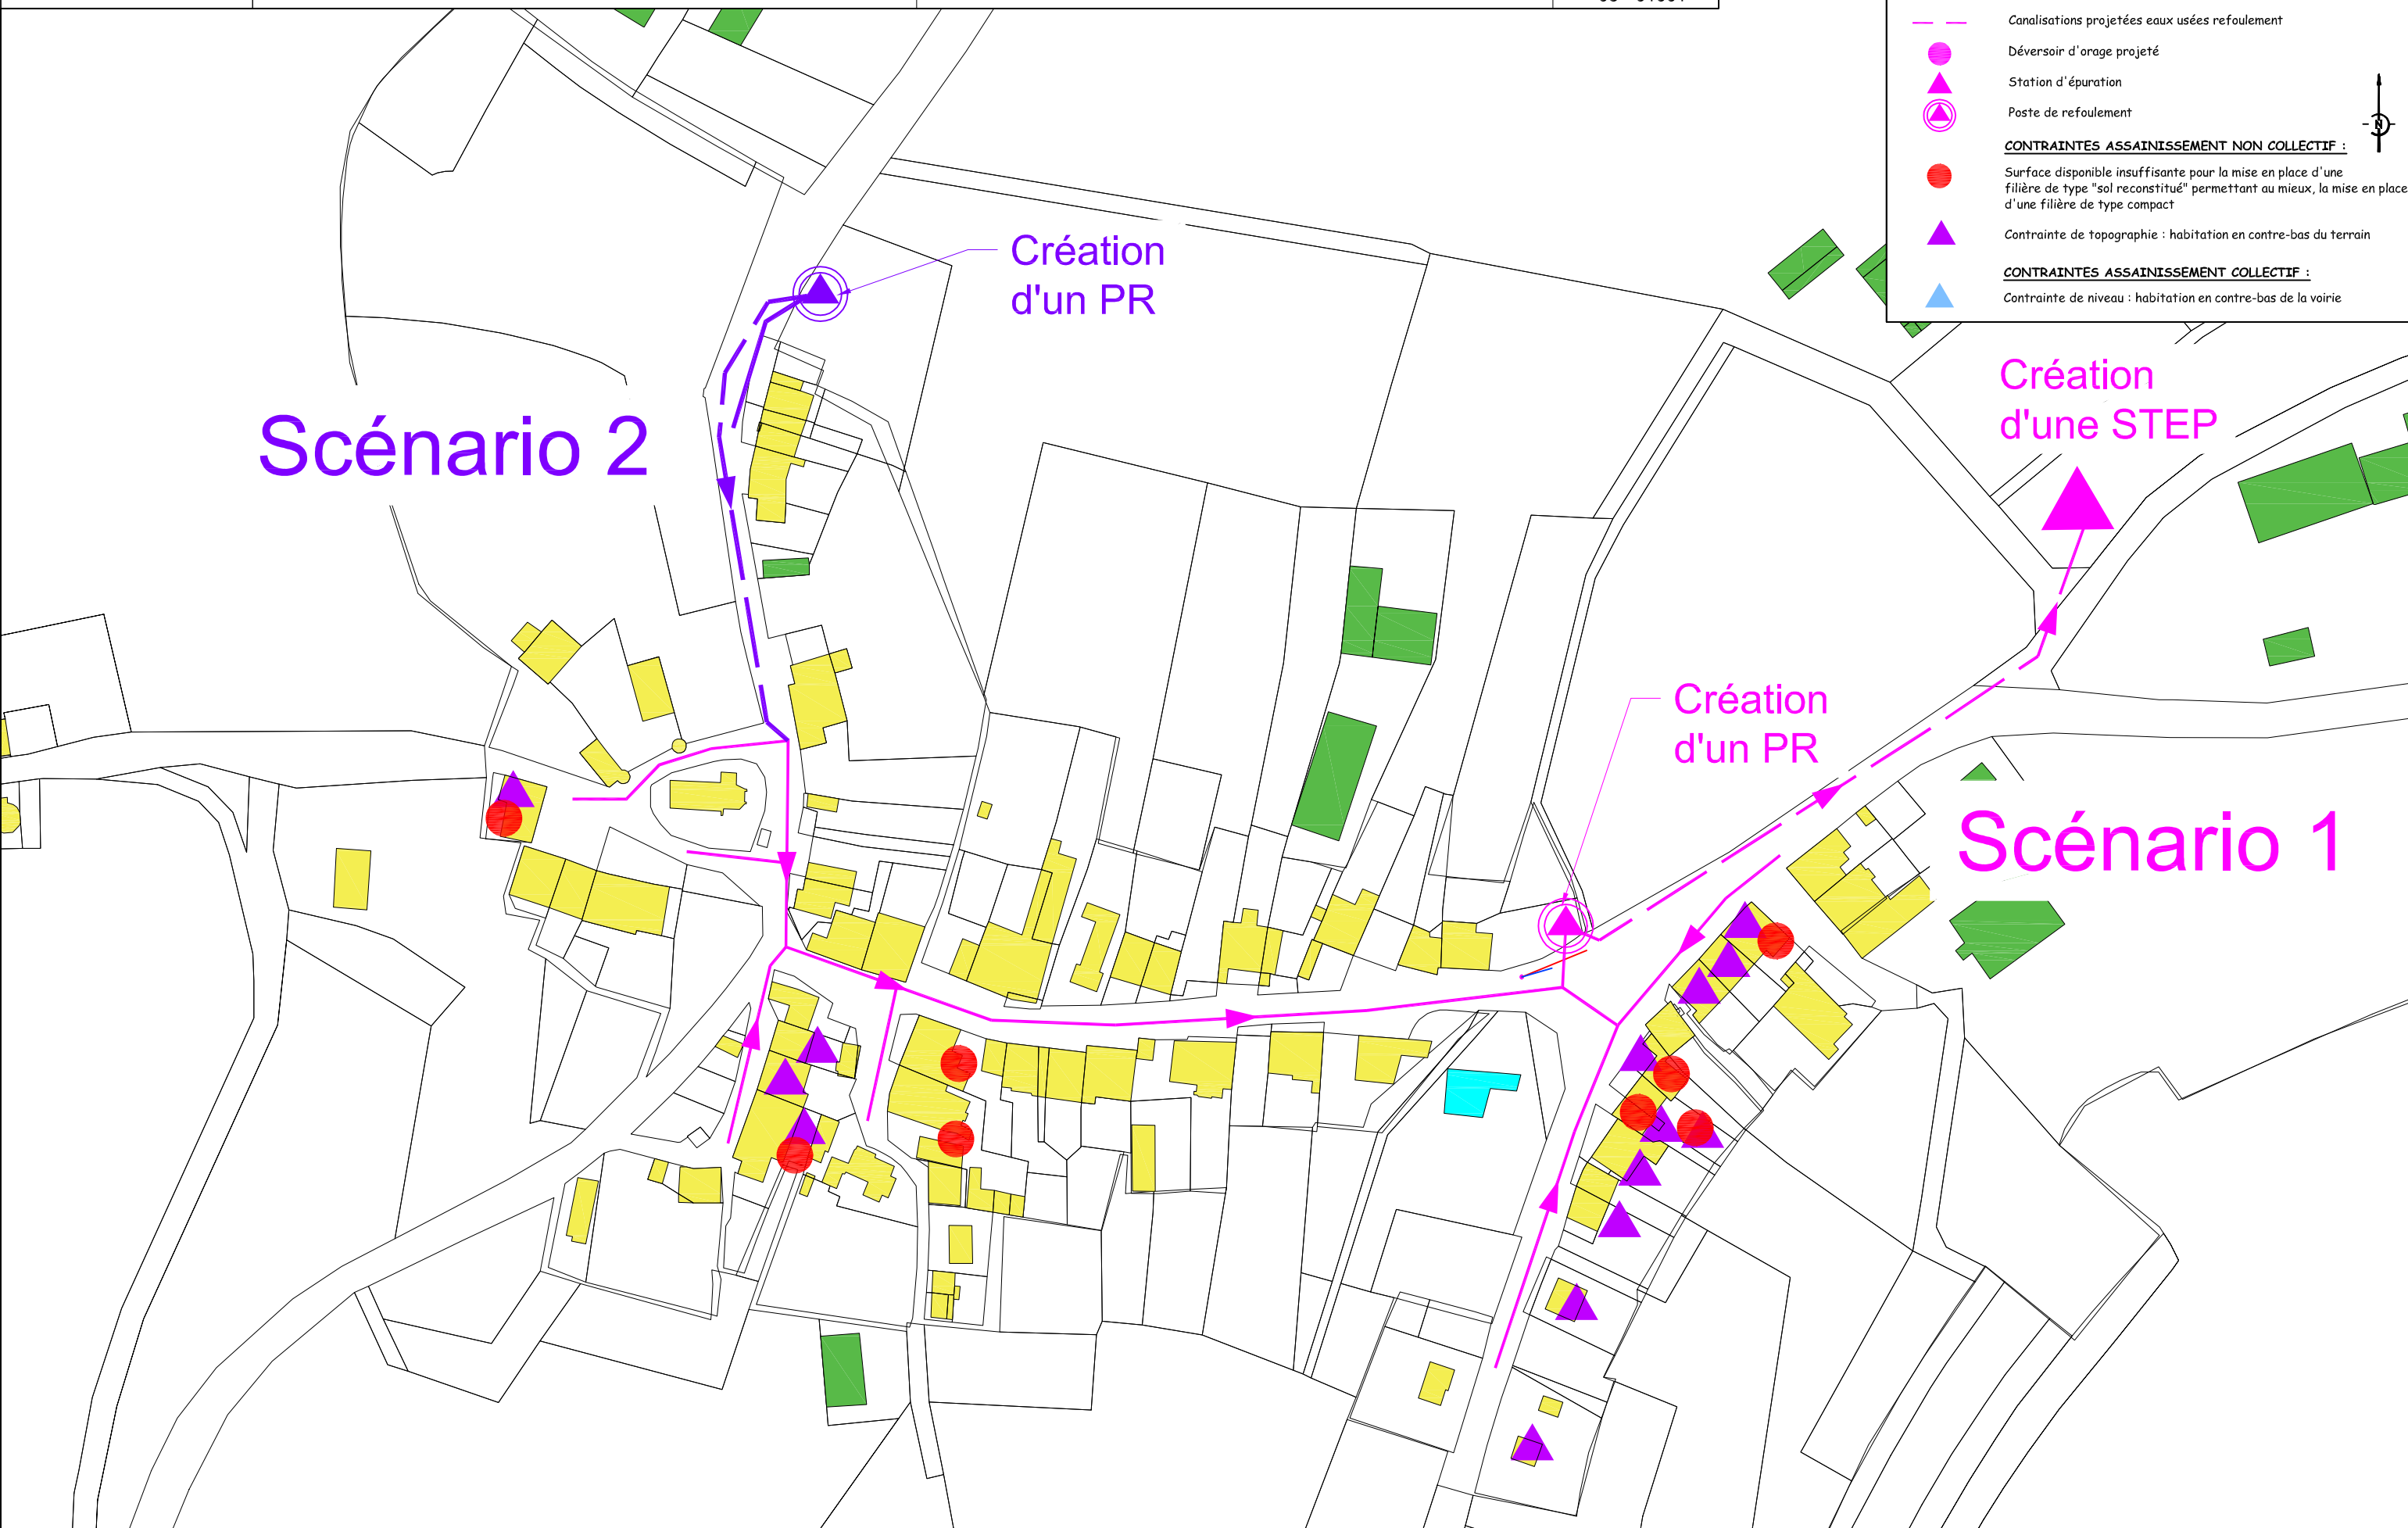 Canalisations projetées eaux usées refoulement
Déversoir d'orage projeté
Station d'épuration
Poste de refoulement
N
CONTRAINTES ASSAINISSEMENT NON COLLECTIF :
Surface disponible insuffisante pour la mise en place d'une
filière de type "sol reconstitué" permettant au mieux, la mise en place
d'une filière de type compact
Contrainte de topographie : habitation en contre-bas du terrain
CONTRAINTES ASSAINISSEMENT COLLECTIF :
Contrainte de niveau : habitation en contre-bas de la voirie
Création
d'un PR
Création
d'une STEP
Scénario 2
Création
d'un PR
Scénario 1